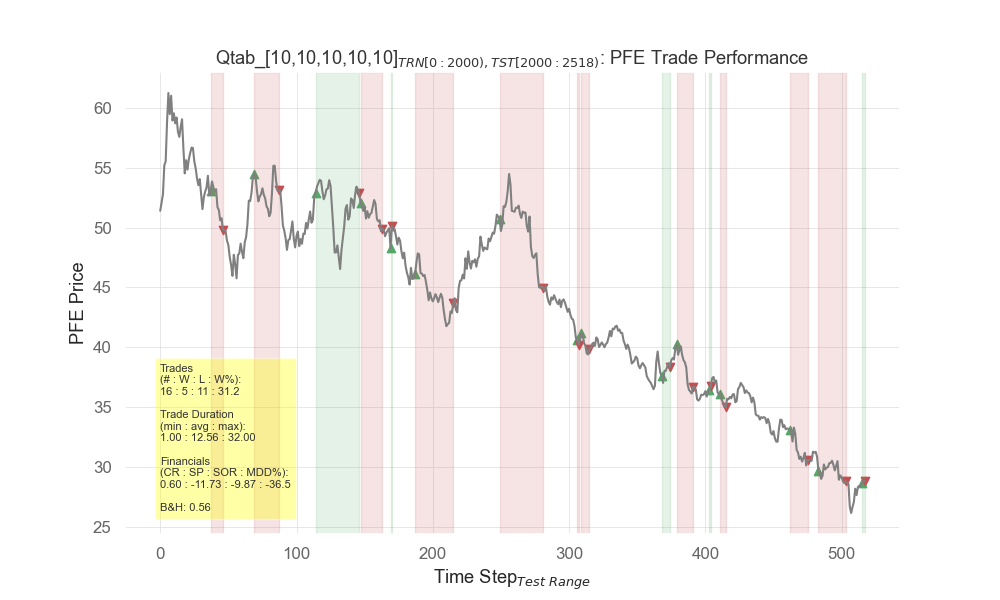 Qtab_[10,10,10,10,10]TRN[0:2000),TST[2000:2518): PFE Trade Performance
PFE Price
60
55
50
45
40
35
30
25
Trades
(# : W : L : W%):
16 : 5 : 11 : 31.2
Trade Duration
(min : avg : max):
1.00 : 12.56 : 32.00
Financials
(CR : SP : SOR : MDD%):
0.60 : -11.73 : -9.87 : -36.5
B&H: 0.56
0 100 200 300 400 500
Time StepTest Range